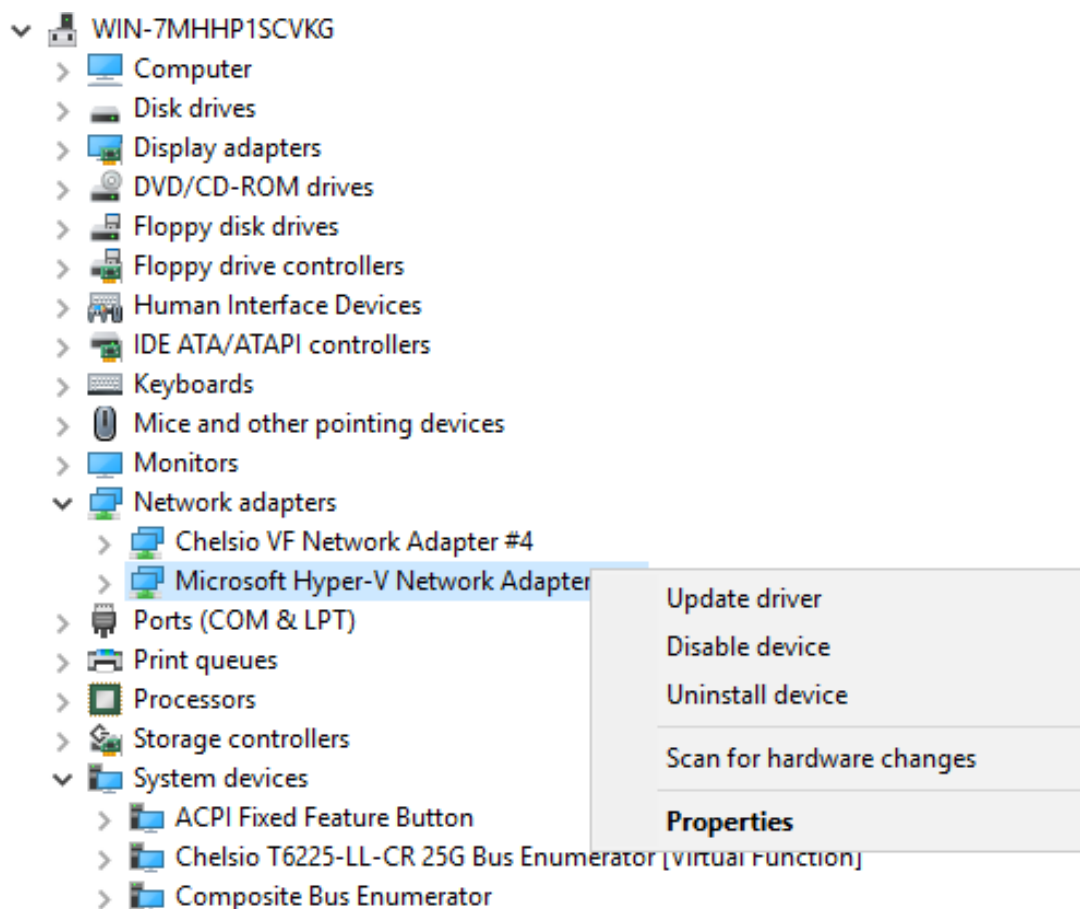 WIN-7MHHP1SCVKG
Computer
Disk drives
Display adapters
DVD/CD-ROM drives
Floppy disk drives
Floppy drive controllers
Human Interface Devices
IDE ATA/ATAPI controllers
Keyboards
Mice and other pointing devices
Monitors
Network adapters
Chelsio VF Network Adapter #4
Microsoft Hyper-V Network Adapter
Update driver
Disable device
Uninstall device
Scan for hardware changes
Properties
Ports (COM & LPT)
Print queues
Processors
Storage controllers
System devices
ACPI Fixed Feature Button
Chelsio T6225-LL-CR 25G Bus Enumerator [Virtual Function]
Composite Bus Enumerator